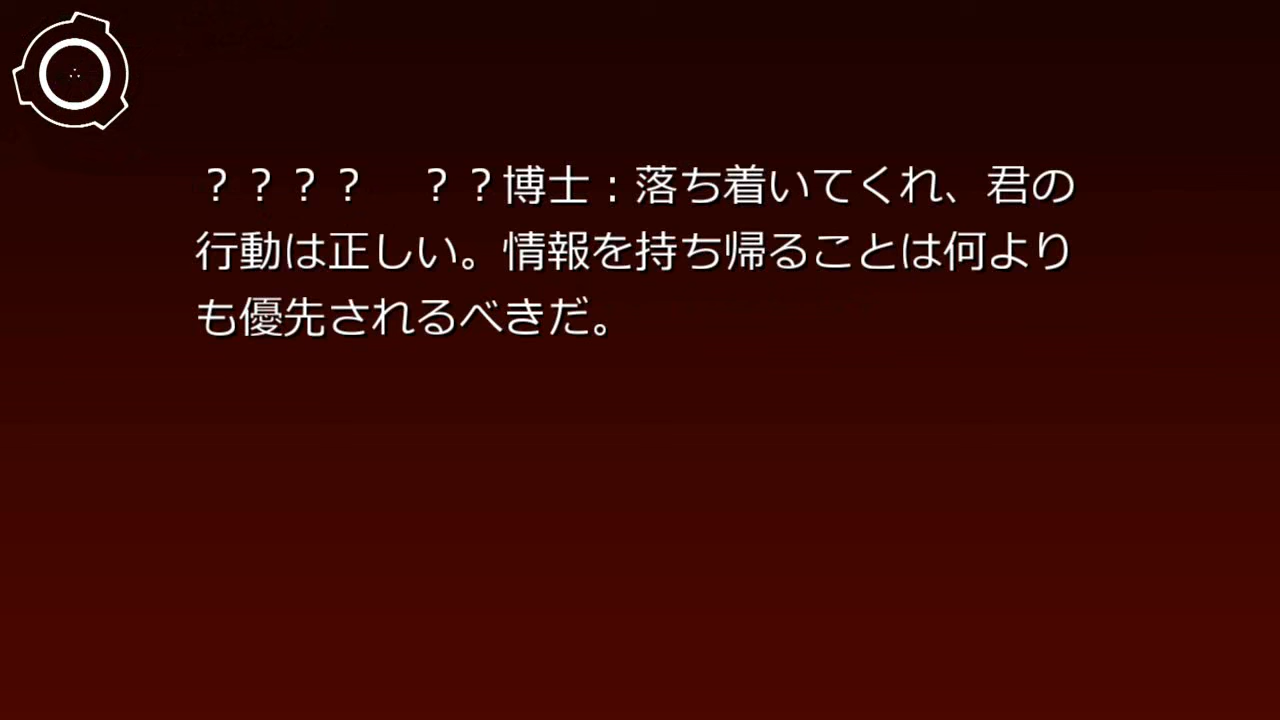 ????　??博士：落ち着いてくれ、君の
行動は正しい。情報を持ち帰ることは何より
も優先されるべきだ。